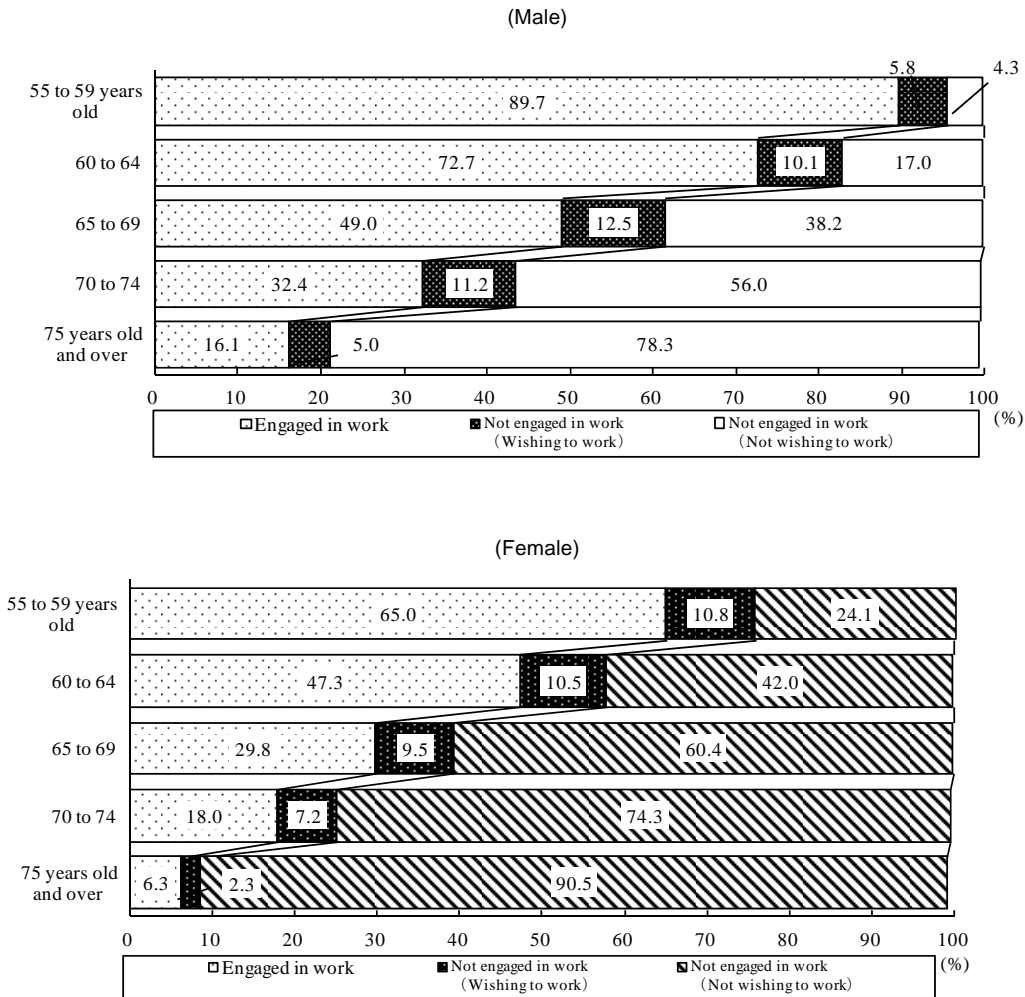 (Male)
5.8
4.3
55 to 59 years
old
89.7
60 to 64
72.7
10.1
17.0
65 to 69
49.0
12.5
38.2
70 to 74
32.4
11.2
56.0
75 years old
and over
16.1
5.0
78.3
0 10 20 30 40 50 60 70 80 90 100
(%)
Engaged in work
Not engaged in work
(Wishing to work)
Not engaged in work
(Not wishing to work)
(Female)
55 to 59 years
old
65.0
10.8
24.1
60 to 64
47.3
10.5
42.0
65 to 69
29.8
9.5
60.4
70 to 74
18.0
7.2
74.3
75 years old
and over
6.3
2.3
90.5
0 10 20 30 40 50 60 70 80 90 100
(%)
Engaged in work
Not engaged in work
(Wishing to work)
Not engaged in work
(Not wishing to work)